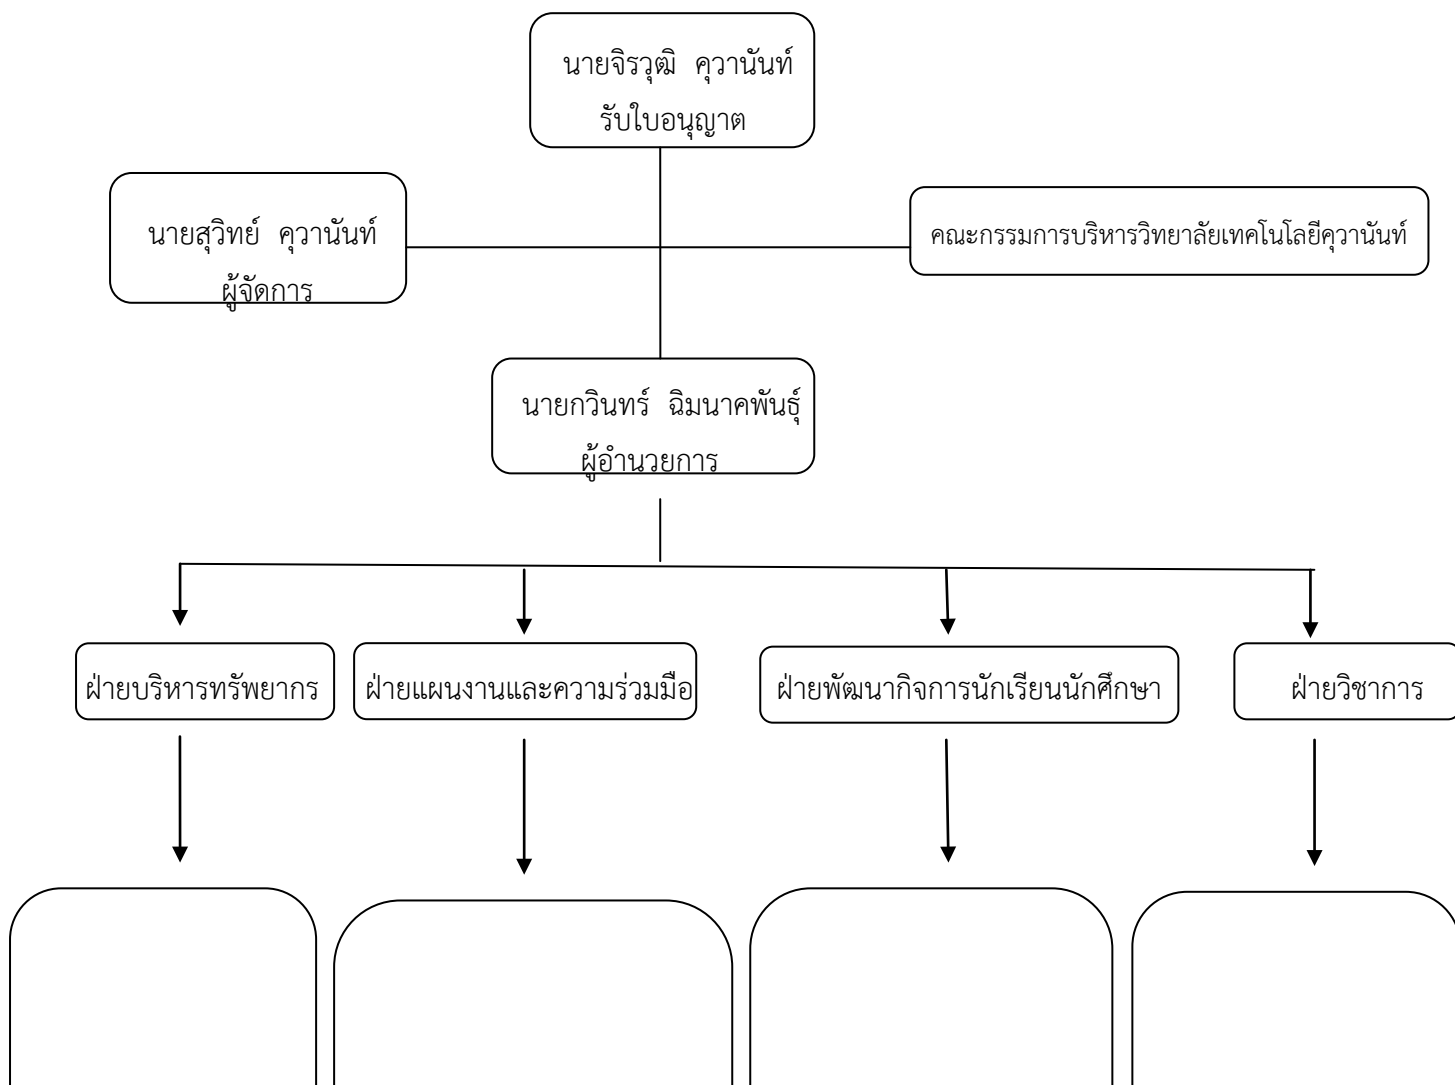 นายจิรวุฒิ คุวานันท์
รับใบอนุญาต
นายสุวิทย์ คุวานันท์
ผู้จัดการ
คณะกรรมการบริหารวิทยาลัยเทคโนโลยีคุวานันท์
นายกวินทร์ ฉิมนาคพันธุ์
ผู้อำนวยการ
ฝ่ายบริหารทรัพยากร
ฝ่ายแผนงานและความร่วมมือ
ฝ่ายพัฒนากิจการนักเรียนนักศึกษา
ฝ่ายวิชาการ